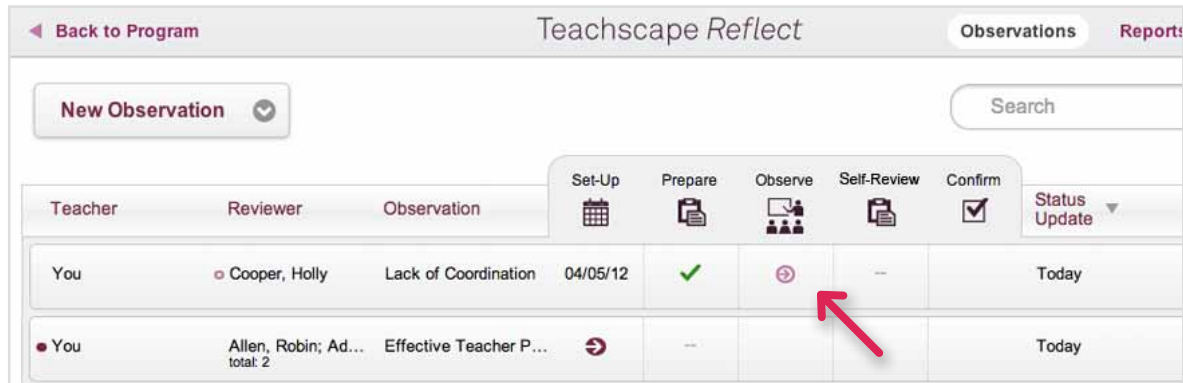 Back to Program Teachscape Reflect Observations Reports
New Observation Search
Set-Up Prepare Observe Self-Review Confirm
Teacher Reviewer Observation Status
Update
You Cooper, Holly Lack of Coordination 04/05/12 -- Today
You Allen, Robin; Ad... Effective Teacher P... -- Today
total: 2